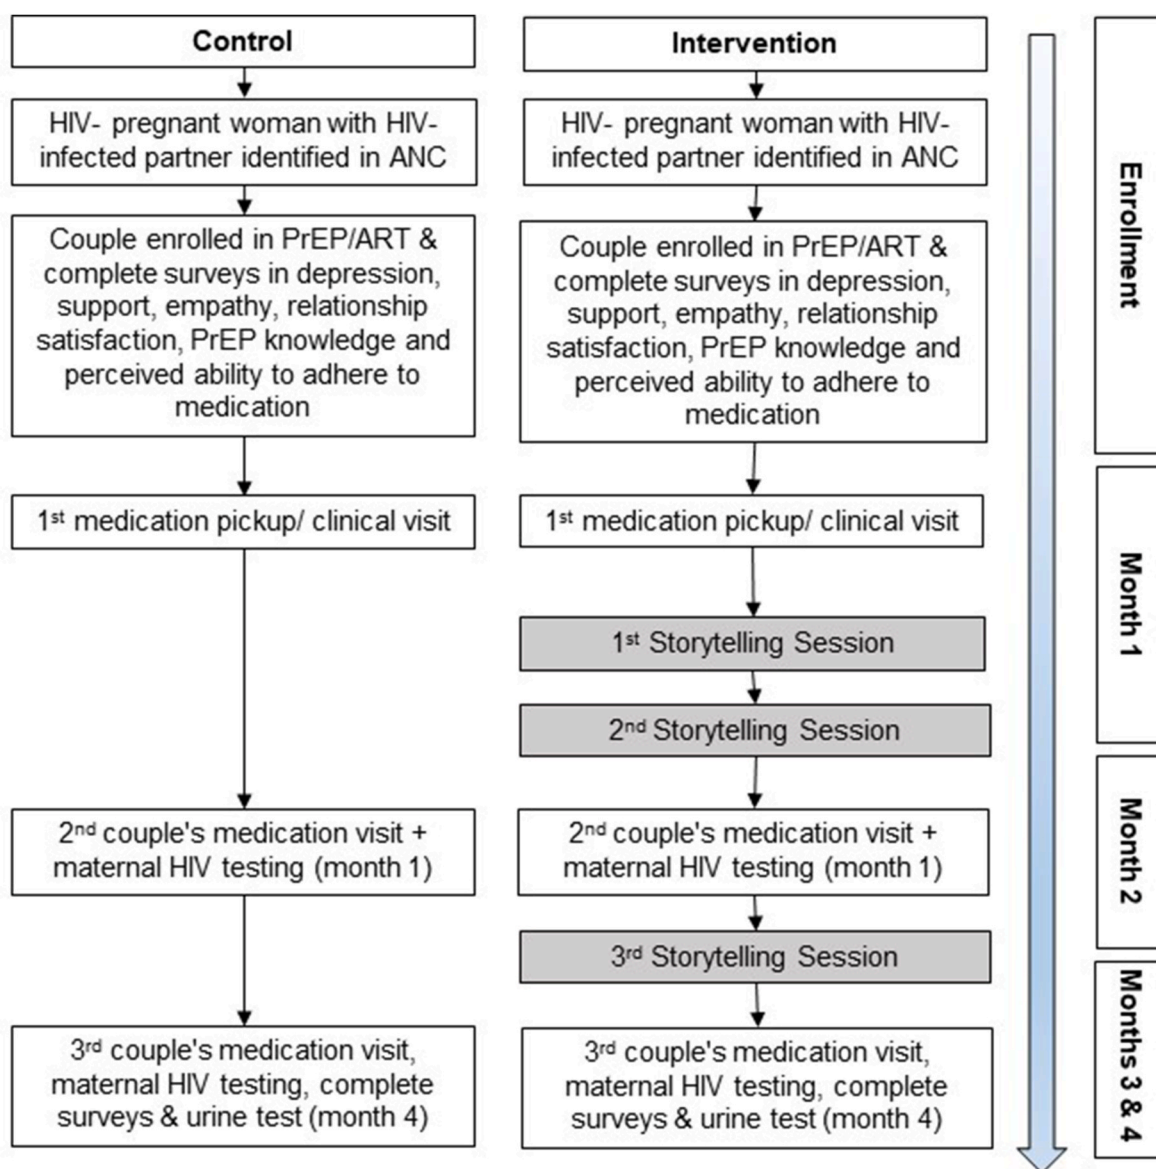 Control
HIV- pregnant woman with HIV-
infected partner identified in ANC
Couple enrolled in PrEP/ART &
complete surveys in depression,
support, empathy, relationship
satisfaction, PrEP knowledge and
perceived ability to adhere to
medication
1st medication pickup/ clinical visit
2nd couple's medication visit +
maternal HIV testing (month 1)
3rd couple's medication visit,
maternal HIV testing, complete
surveys & urine test (month 4)
Intervention
HIV- pregnant woman with HIV-
infected partner identified in ANC
Couple enrolled in PrEP/ART &
complete surveys in depression,
support, empathy, relationship
satisfaction, PrEP knowledge and
perceived ability to adhere to
medication
1st medication pickup/ clinical visit
1st Storytelling Session
2nd Storytelling Session
2nd couple's medication visit +
maternal HIV testing (month 1)
3rd Storytelling Session
3rd couple's medication visit,
maternal HIV testing, complete
surveys & urine test (month 4)
Enrollment
Month 1
Month 2
Months 3 & 4